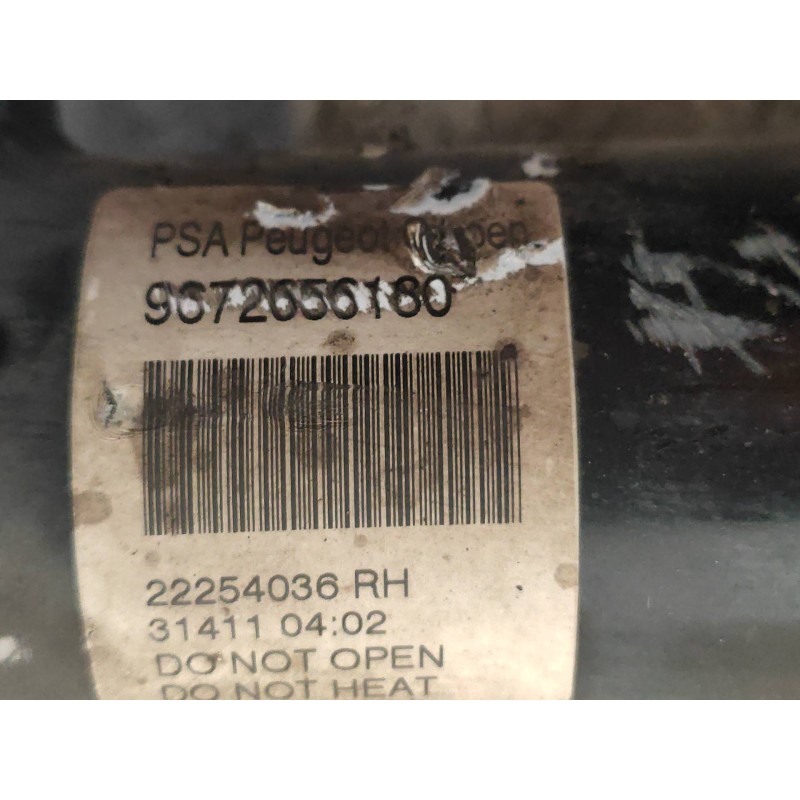 PSA Peugeot
9672656180
22254036 RH
31411 04:02
DO NOT OPEN
DO NOT HEAT